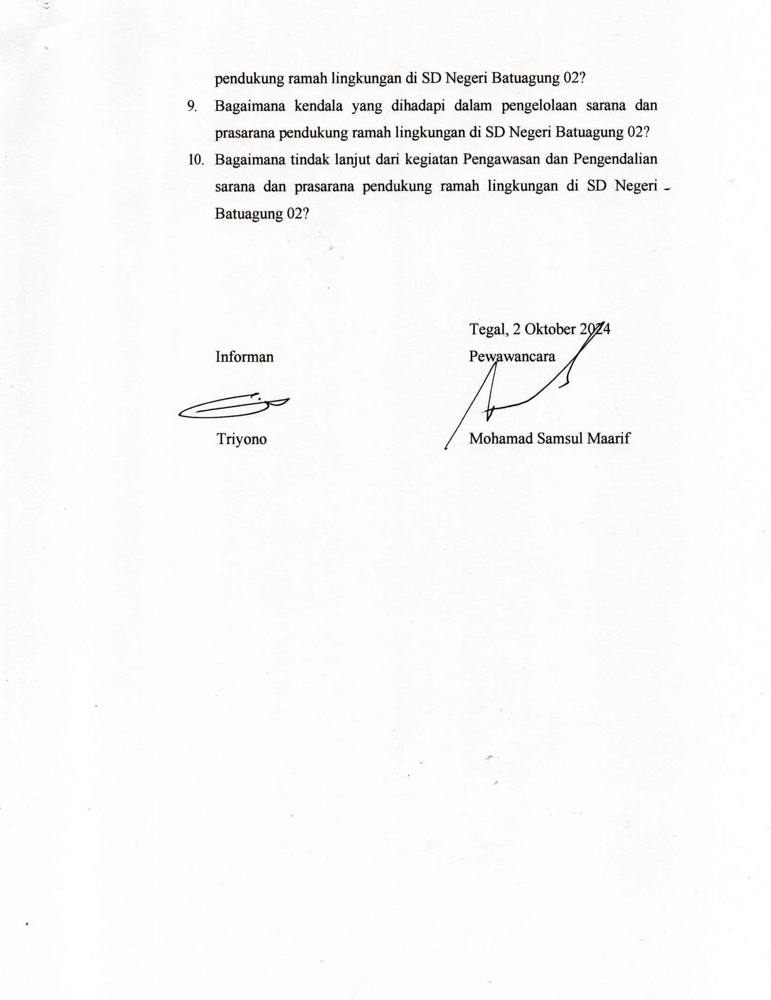 pendukung ramah lingkungan di SD Negeri Batuagung 02?
9. Bagaimana kendala yang dihadapi dalam pengelolaan sarana dan
prasarana pendukung ramah lingkungan di SD Negeri Batuagung 02?
10. Bagaimana tindak lanjut dari kegiatan Pengawasan dan Pengendalian
sarana dan prasarana pendukung ramah lingkungan di SD Negeri
Batuagung 02?
Tegal, 2 Oktober 2024
Informan Pewawancara
Triyono Mohamad Samsul Maarif